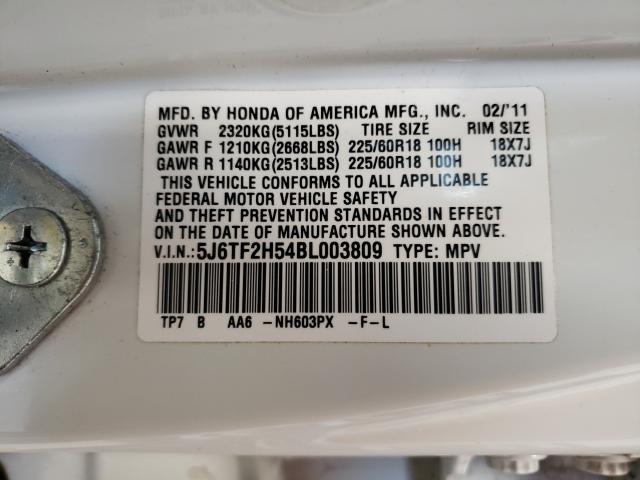 MFD. BY HONDA OF AMERICA MFG., INC. 02/'11
GVWR 2320KG(5115LBS) TIRE SIZE RIM SIZE
GAWR F 1210KG(2668LBS) 225/60R18 100H 18X7J
GAWR R 1140KG(2513LBS) 225/60R18 100H 18X7J
THIS VEHICLE CONFORMS TO ALL APPLICABLE
FEDERAL MOTOR VEHICLE SAFETY
AND THEFT PREVENTION STANDARDS IN EFFECT
ON THE DATE OF MANUFACTURE SHOWN ABOVE.
V.I.N.:5J6TF2H54BL003809 TYPE: MPV
TP7 B AA6 -NH603PX -F-L